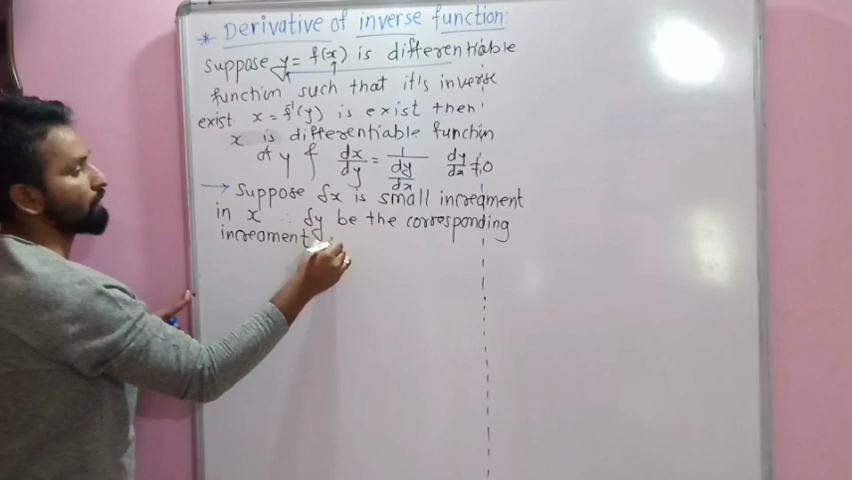 * Derivative of inverse function:
suppose y = f(x) is differentiable
function such that it's inverse
exist x = f⁻¹(y) is exist then
x is differentiable function
of y & dx/dy = 1/(dy/dx) dy/dx ≠ 0
→ suppose δx is small increament
in x ∴ δy be the corresponding
increament